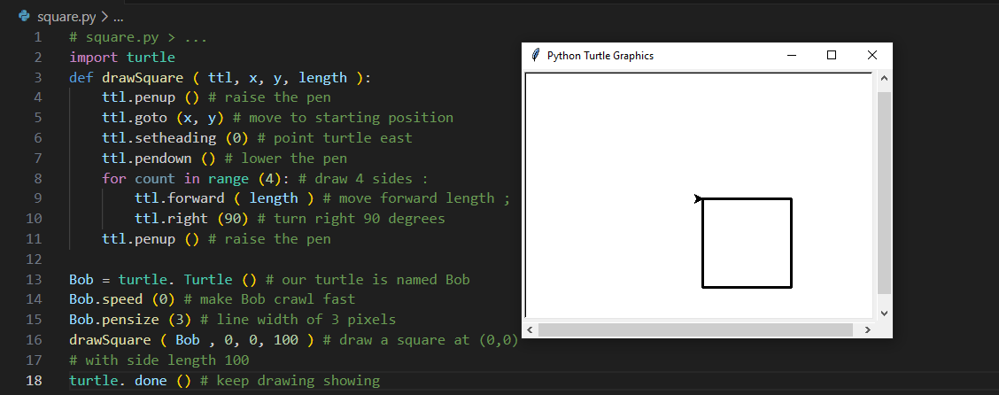 square.py > ...
1 # square.py > ...
2 import turtle
3 def drawSquare ( ttl, x, y, length ):
4     ttl.penup () # raise the pen
5     ttl.goto (x, y) # move to starting position
6     ttl.setheading (0) # point turtle east
7     ttl.pendown () # lower the pen
8     for count in range (4): # draw 4 sides :
9         ttl.forward ( length ) # move forward length ;
10         ttl.right (90) # turn right 90 degrees
11     ttl.penup () # raise the pen
12
13 Bob = turtle. Turtle () # our turtle is named Bob
14 Bob.speed (0) # make Bob crawl fast
15 Bob.pensize (3) # line width of 3 pixels
16 drawSquare ( Bob , 0, 0, 100 ) # draw a square at (0,0)
17 # with side length 100
18 turtle. done () # keep drawing showing
Python Turtle Graphics